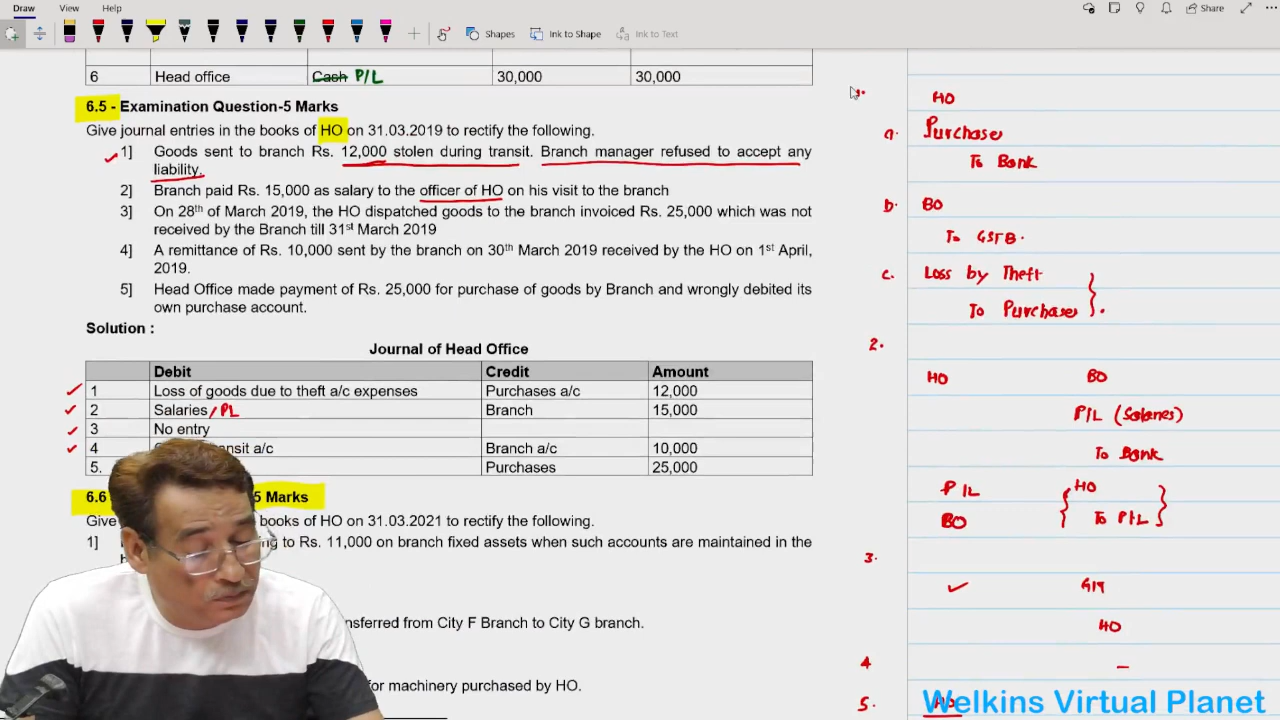 Draw View Help
Shapes Ink to Shape Ink to Text Share
6 Head office Cash P/L 30,000 30,000
6.5 - Examination Question-5 Marks
Give journal entries in the books of HO on 31.03.2019 to rectify the following.
1] Goods sent to branch Rs. 12,000 stolen during transit. Branch manager refused to accept any
liability.
2] Branch paid Rs. 15,000 as salary to the officer of HO on his visit to the branch
3] On 28th of March 2019, the HO dispatched goods to the branch invoiced Rs. 25,000 which was not
received by the Branch till 31st March 2019
4] A remittance of Rs. 10,000 sent by the branch on 30th March 2019 received by the HO on 1st April,
2019.
5] Head Office made paymnt of Rs. 25,000 for purchase of goods by Branch and wrongly debited its
own purchase account.
Solution :
Journal of Head Office
Debit Credit Amount
1 Loss of goods due to theft a/c expenses Purchases a/c 12,000
2 Salaries / PL Branch 15,000
3 No entry
4 nsit a/c Branch a/c 10,000
5. Purchases 25,000
6.6 5 Marks
Give books of HO on 31.03.2021 to rectify the following.
1] ng to Rs. 11,000 on branch fixed assets when such accounts are maintained in the
nsferred from City F Branch to City G branch.
for machinery purchased by HO.
HO
a. Purchases
To Bank
b. BO
To GSTB.
c. Loss by Theft
To Purchases
2.
HO BO
P/L (Salaries)
To Bank
P/L HO
BO To P/L
3.
GIT
HO
4
5. HO
Welkins Virtual Planet